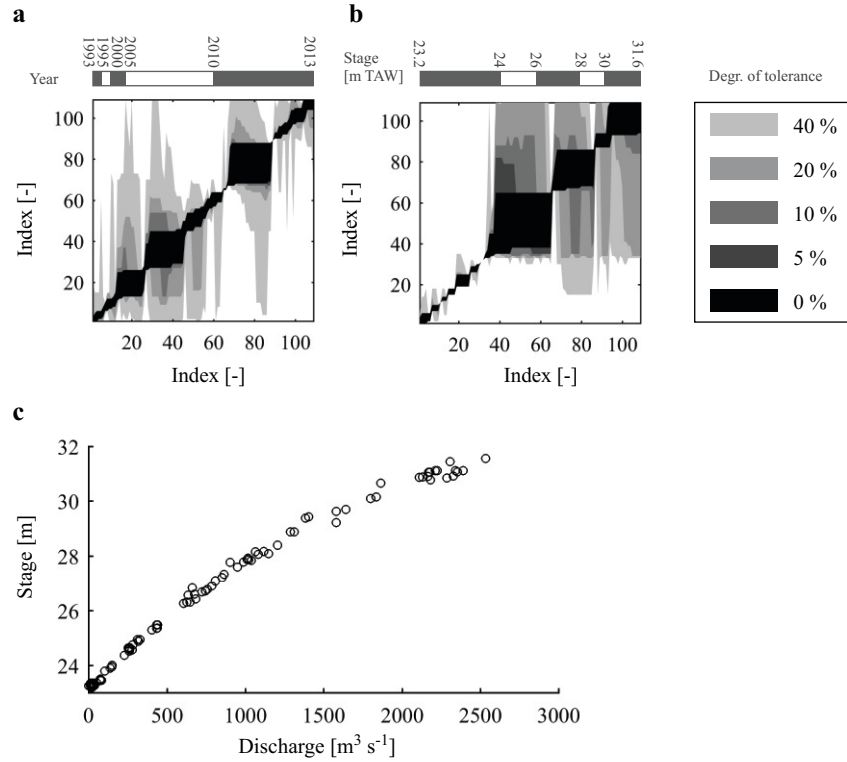 a
1993 1995 2000 2005 2010 2013
Year
100
80
60
40
20
Index [-]
20 40 60 80 100
Index [-]
b
23.2 24 26 28 30 31.6
Stage
[m TAW]
100
80
60
40
20
Index [-]
20 40 60 80 100
Index [-]
Degr. of tolerance
40 %
20 %
10 %
5 %
0 %
c
32
30
28
26
24
Stage [m]
0 500 1000 1500 2000 2500 3000
Discharge [m³ s⁻¹]